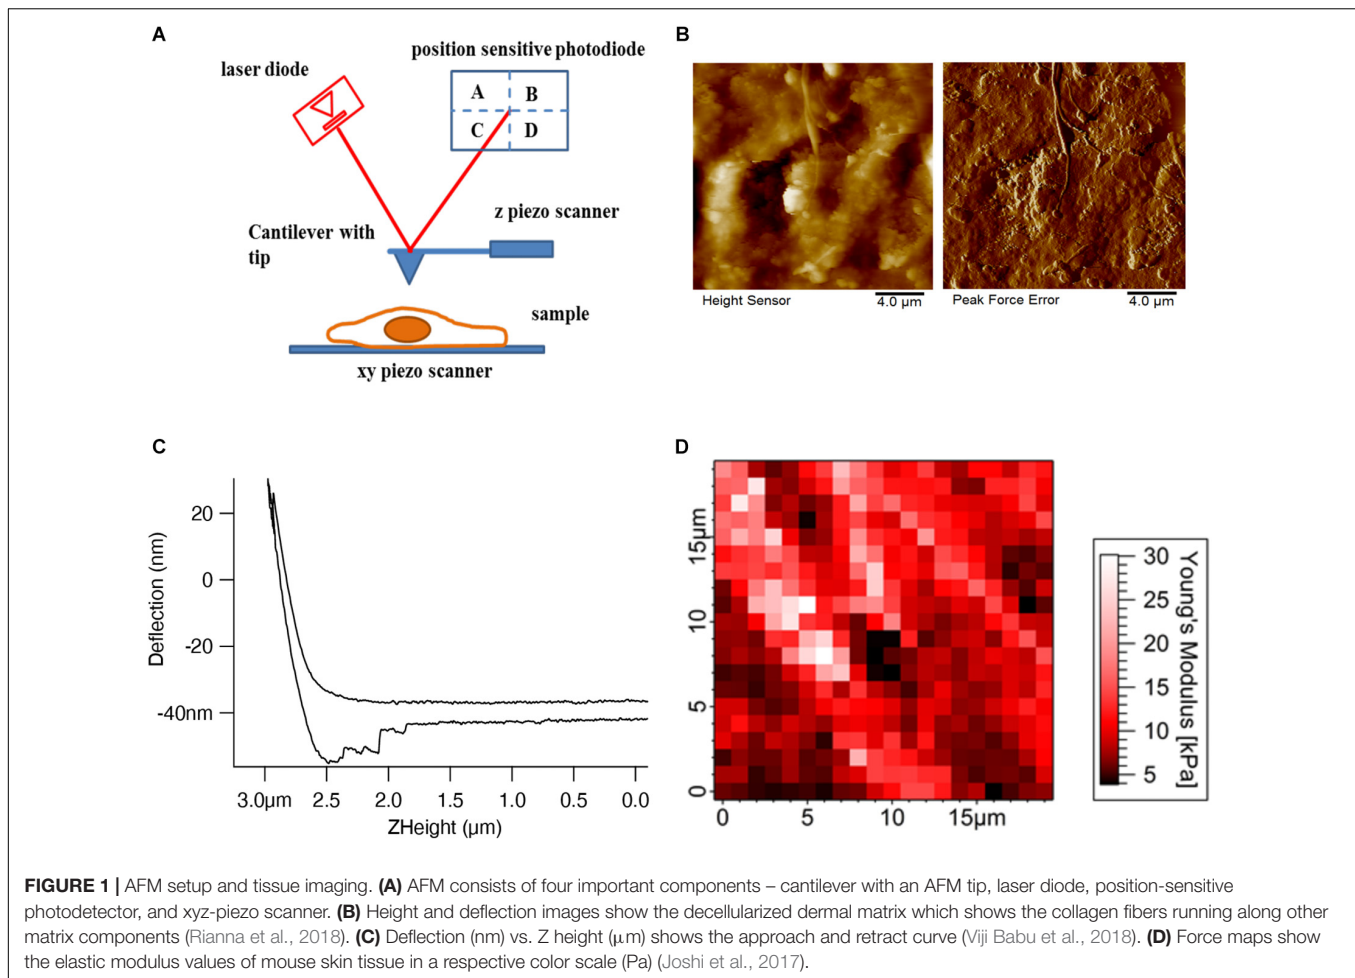 A
position sensitive photodiode
laser diode
A
B
C
D
z piezo scanner
Cantilever with
tip
sample
xy piezo scanner
B
Height Sensor
4.0 µm
Peak Force Error
4.0 µm
C
Deflection (nm)
20
0
-20
-40nm
3.0µm
2.5
2.0
1.5
1.0
0.5
0.0
ZHeight (µm)
D
15µm
10
5
0
0
5
10
15µm
30
25
20
15
10
5
Young's Modulus [kPa]
FIGURE 1 | AFM setup and tissue imaging. (A) AFM consists of four important components – cantilever with an AFM tip, laser diode, position-sensitive
photodetector, and xyz-piezo scanner. (B) Height and deflection images show the decellularized dermal matrix which shows the collagen fibers running along other
matrix components (Rianna et al., 2018). (C) Deflection (nm) vs. Z height (µm) shows the approach and retract curve (Viji Babu et al., 2018). (D) Force maps show
the elastic modulus values of mouse skin tissue in a respective color scale (Pa) (Joshi et al., 2017).